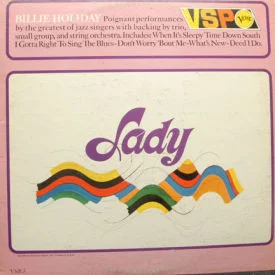 BILLIE HOLIDAY Poignant performances
by the greatest of jazz singers with backing by trio,
small group, and string orchestra. Includes: When It's Sleepy Time Down South
I Gotta Right To Sing The Blues-Don't Worry 'Bout Me-What's New-Deed I Do.
VSP
Verve
Lady